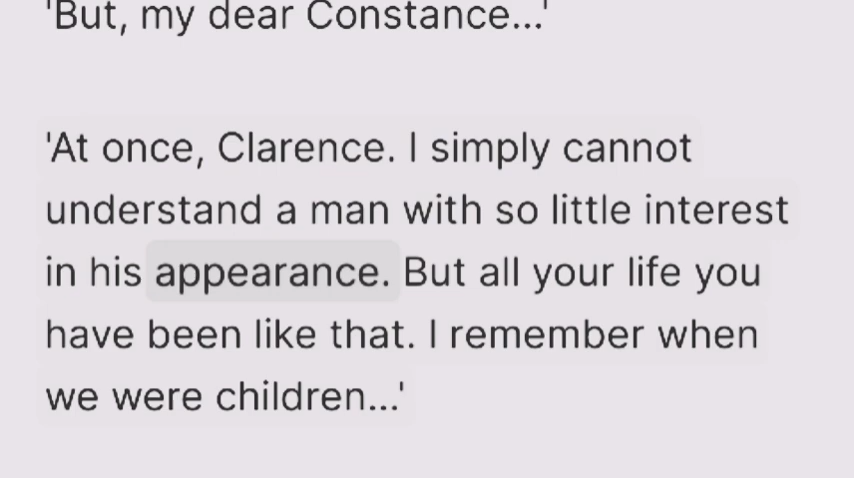 'But, my dear Constance...'
'At once, Clarence. I simply cannot
understand a man with so little interest
in his appearance. But all your life you
have been like that. I remember when
we were children...'